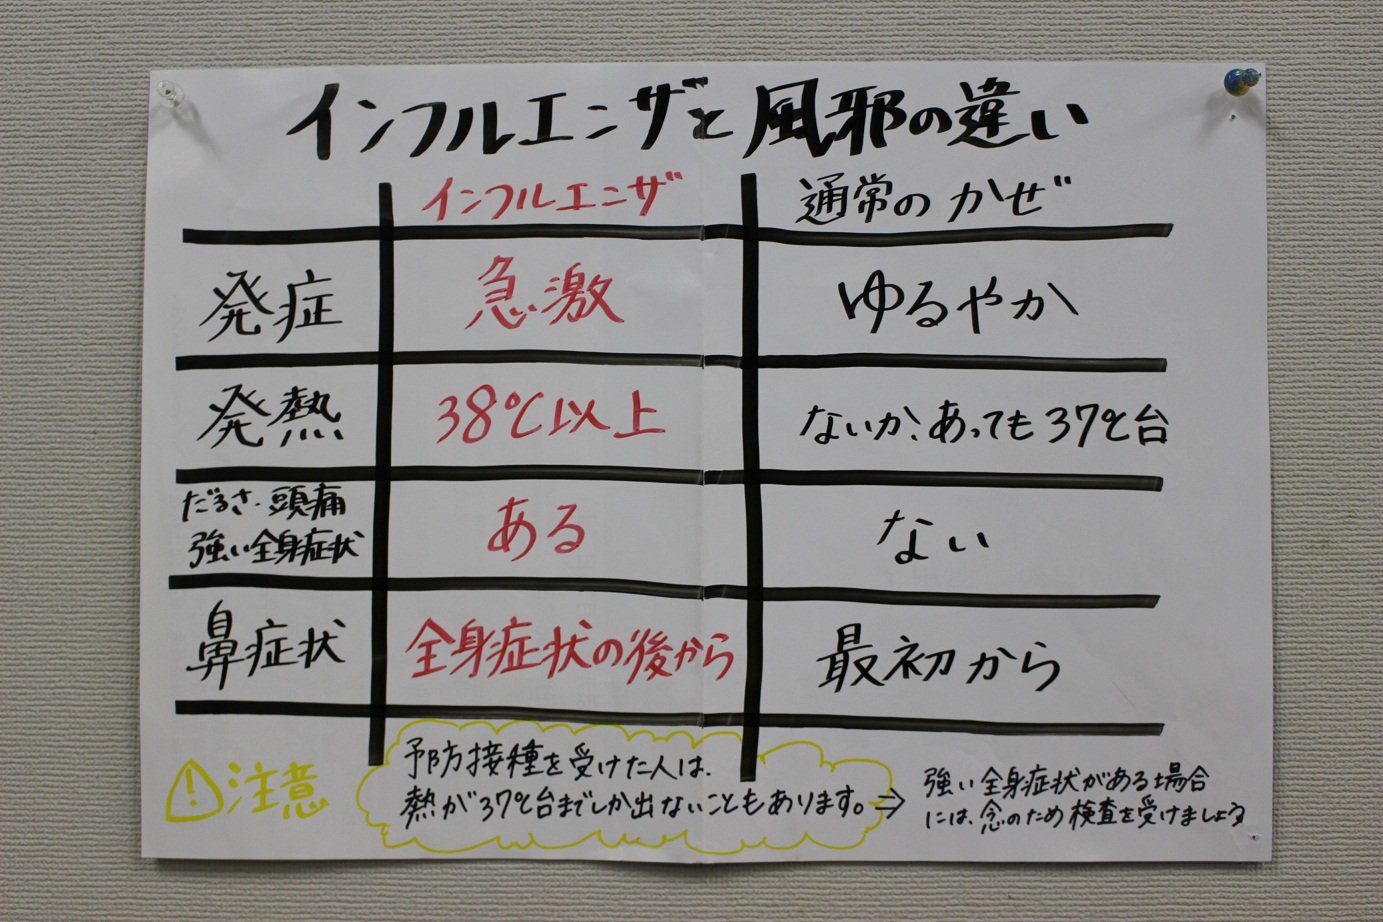 インフルエンザと風邪の違い
インフルエンザ 通常のかぜ
発症 急激 ゆるやか
発熱 38℃以上 ないか、あっても37℃台
だるさ・頭痛
強い全身症状 ある ない
鼻症状 全身症状の後から 最初から
注意
予防接種を受けた人は、
熱が37℃台までしか出ないこともあります。⇒
強い全身症状がある場合
には、念のため検査を受けましょう